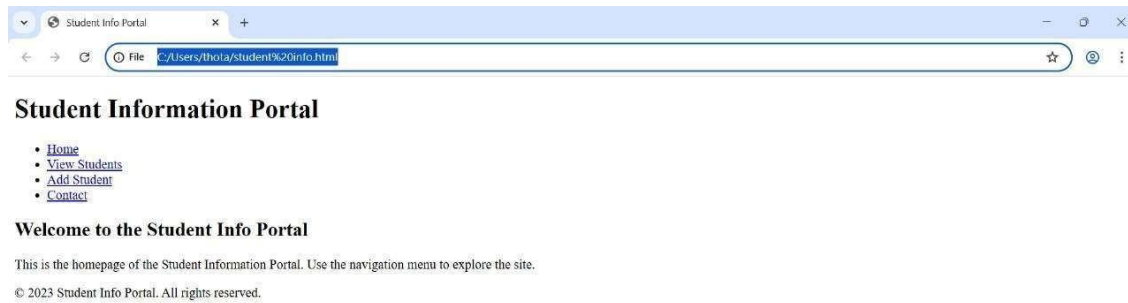 Student Info Portal
File C:/Users/thota/student%20info.html
Student Information Portal
Home
View Students
Add Student
Contact
Welcome to the Student Info Portal
This is the homepage of the Student Information Portal. Use the navigation menu to explore the site.
© 2023 Student Info Portal. All rights reserved.